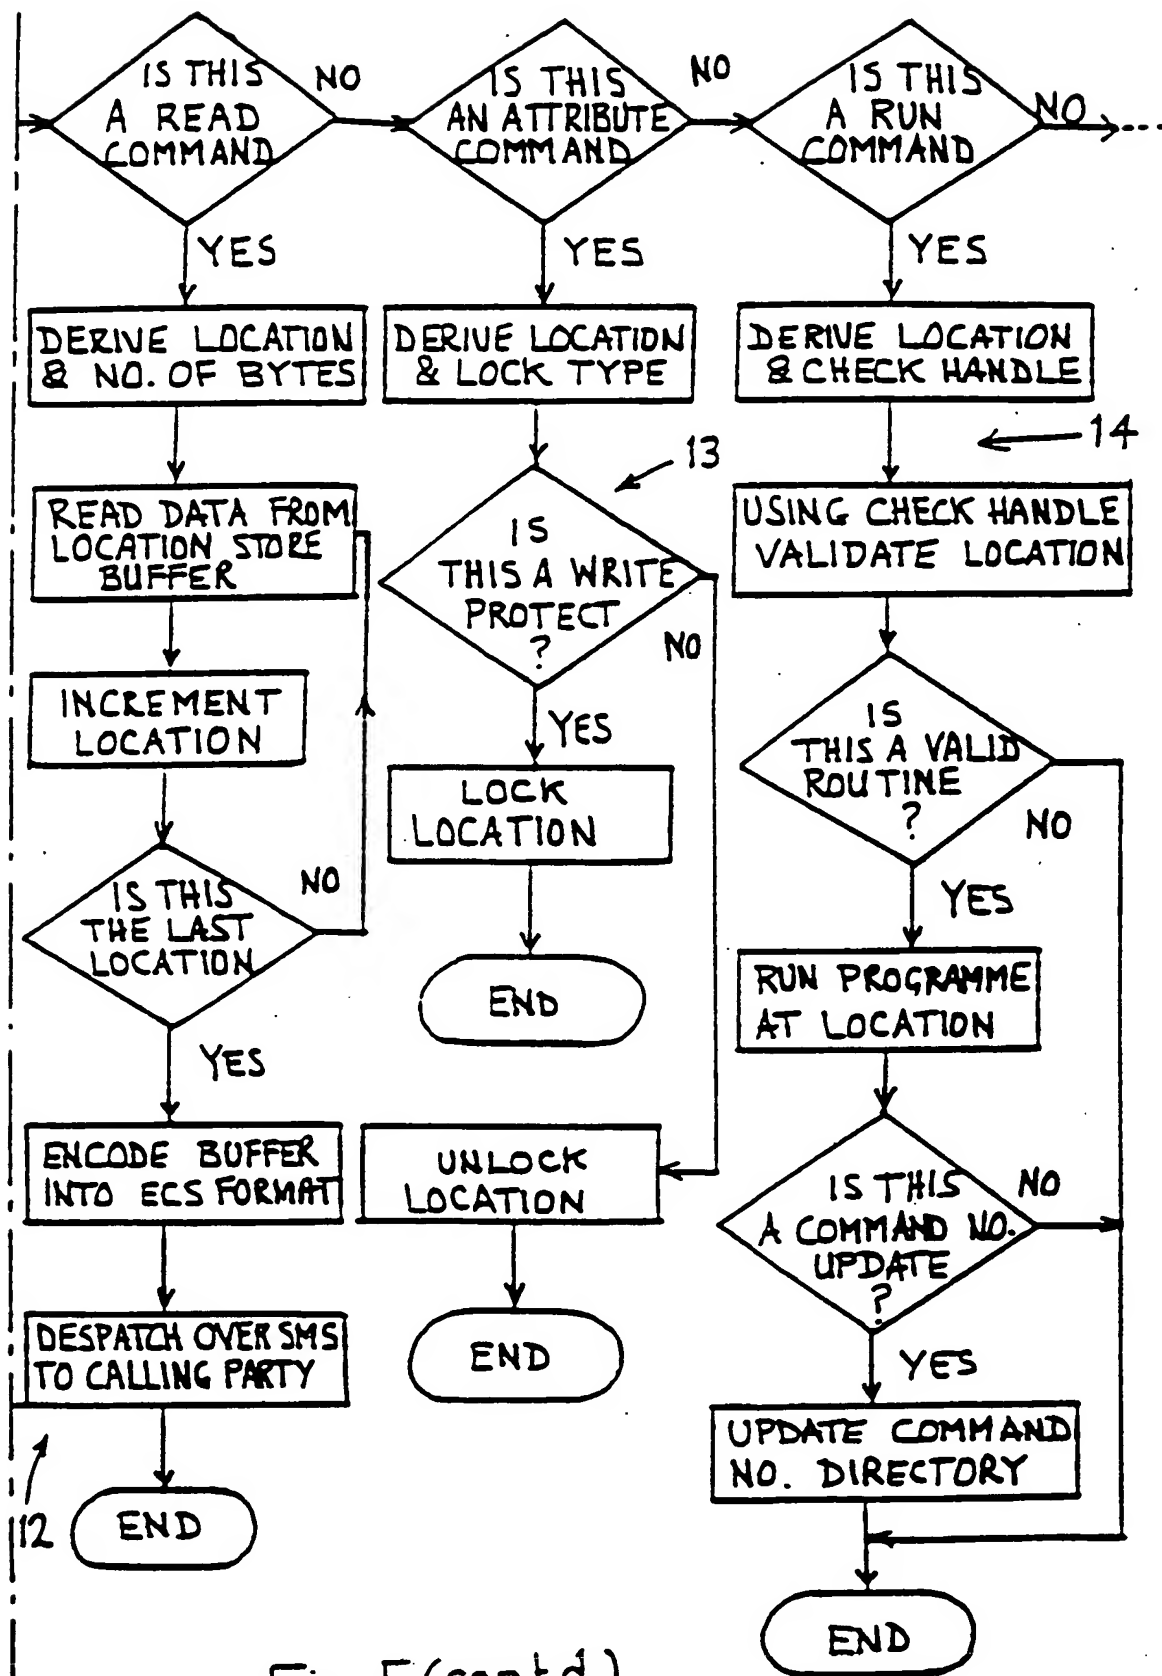 IS THIS
A READ
COMMAND
NO
IS THIS
AN ATTRIBUTE
COMMAND
NO
IS THIS
A RUN
COMMAND
NO
YES
YES
YES
DERIVE LOCATION
& NO. OF BYTES
DERIVE LOCATION
& LOCK TYPE
DERIVE LOCATION
& CHECK HANDLE
13
14
READ DATA FROM
LOCATION STORE
BUFFER
IS
THIS A WRITE
PROTECT
?
NO
USING CHECK HANDLE
VALIDATE LOCATION
INCREMENT
LOCATION
YES
IS
THIS A VALID
ROUTINE
?
NO
LOCK
LOCATION
IS THIS
THE LAST
LOCATION
NO
YES
END
RUN PROGRAMME
AT LOCATION
YES
ENCODE BUFFER
INTO ECS FORMAT
UNLOCK
LOCATION
IS THIS
A COMMAND NO.
UPDATE
?
NO
DESPATCH OVER SMS
TO CALLING PARTY
END
YES
UPDATE COMMAND
NO. DIRECTORY
12
END
END
Fig. 5 (cont'd.)